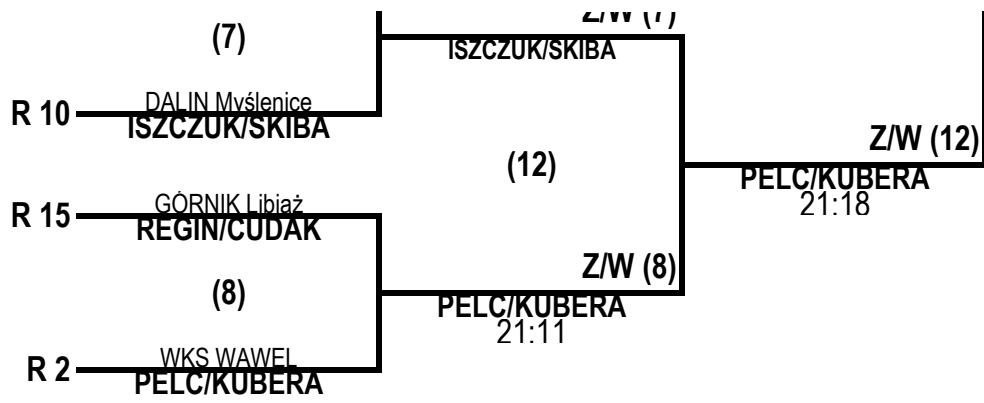 Z/W (7)
(7)
ISZCZUK/SKIBA
DALIN Myślenice
R 10
ISZCZUK/SKIBA
Z/W (12)
(12)
PELC/KUBERA
21:18
GÓRNIK Libiąż
R 15
REGIN/CUDAK
Z/W (8)
(8)
PELC/KUBERA
21:11
WKS WAWEL
R 2
PELC/KUBERA